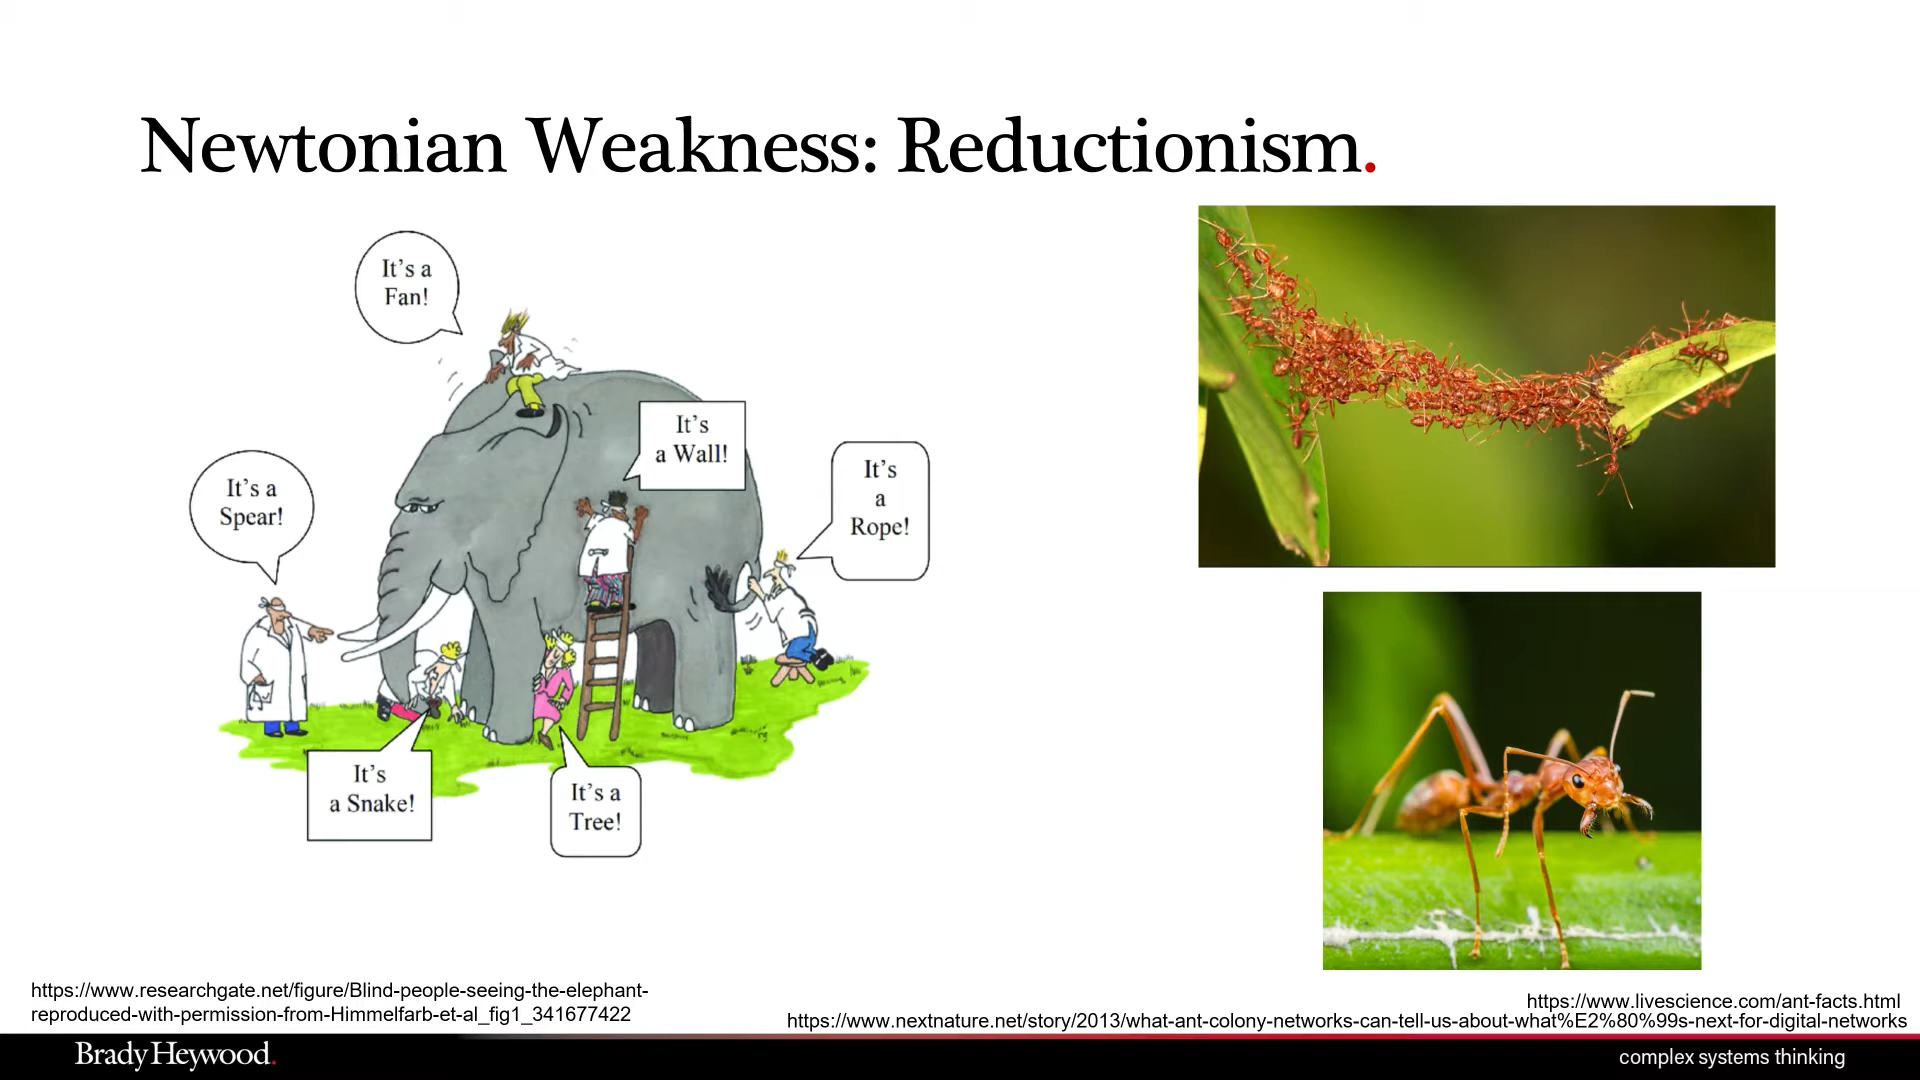 Newtonian Weakness: Reductionism.
It's a
Fan!
It's
a Wall!
It's
a
Rope!
It's a
Spear!
It's
a Snake!
It's a
Tree!
https://www.researchgate.net/figure/Blind-people-seeing-the-elephant-
reproduced-with-permission-from-Himmelfarb-et-al_fig1_341677422
https://www.livescience.com/ant-facts.html
https://www.nextnature.net/story/2013/what-ant-colony-networks-can-tell-us-about-what%E2%80%99s-next-for-digital-networks
Brady Heywood.
complex systems thinking